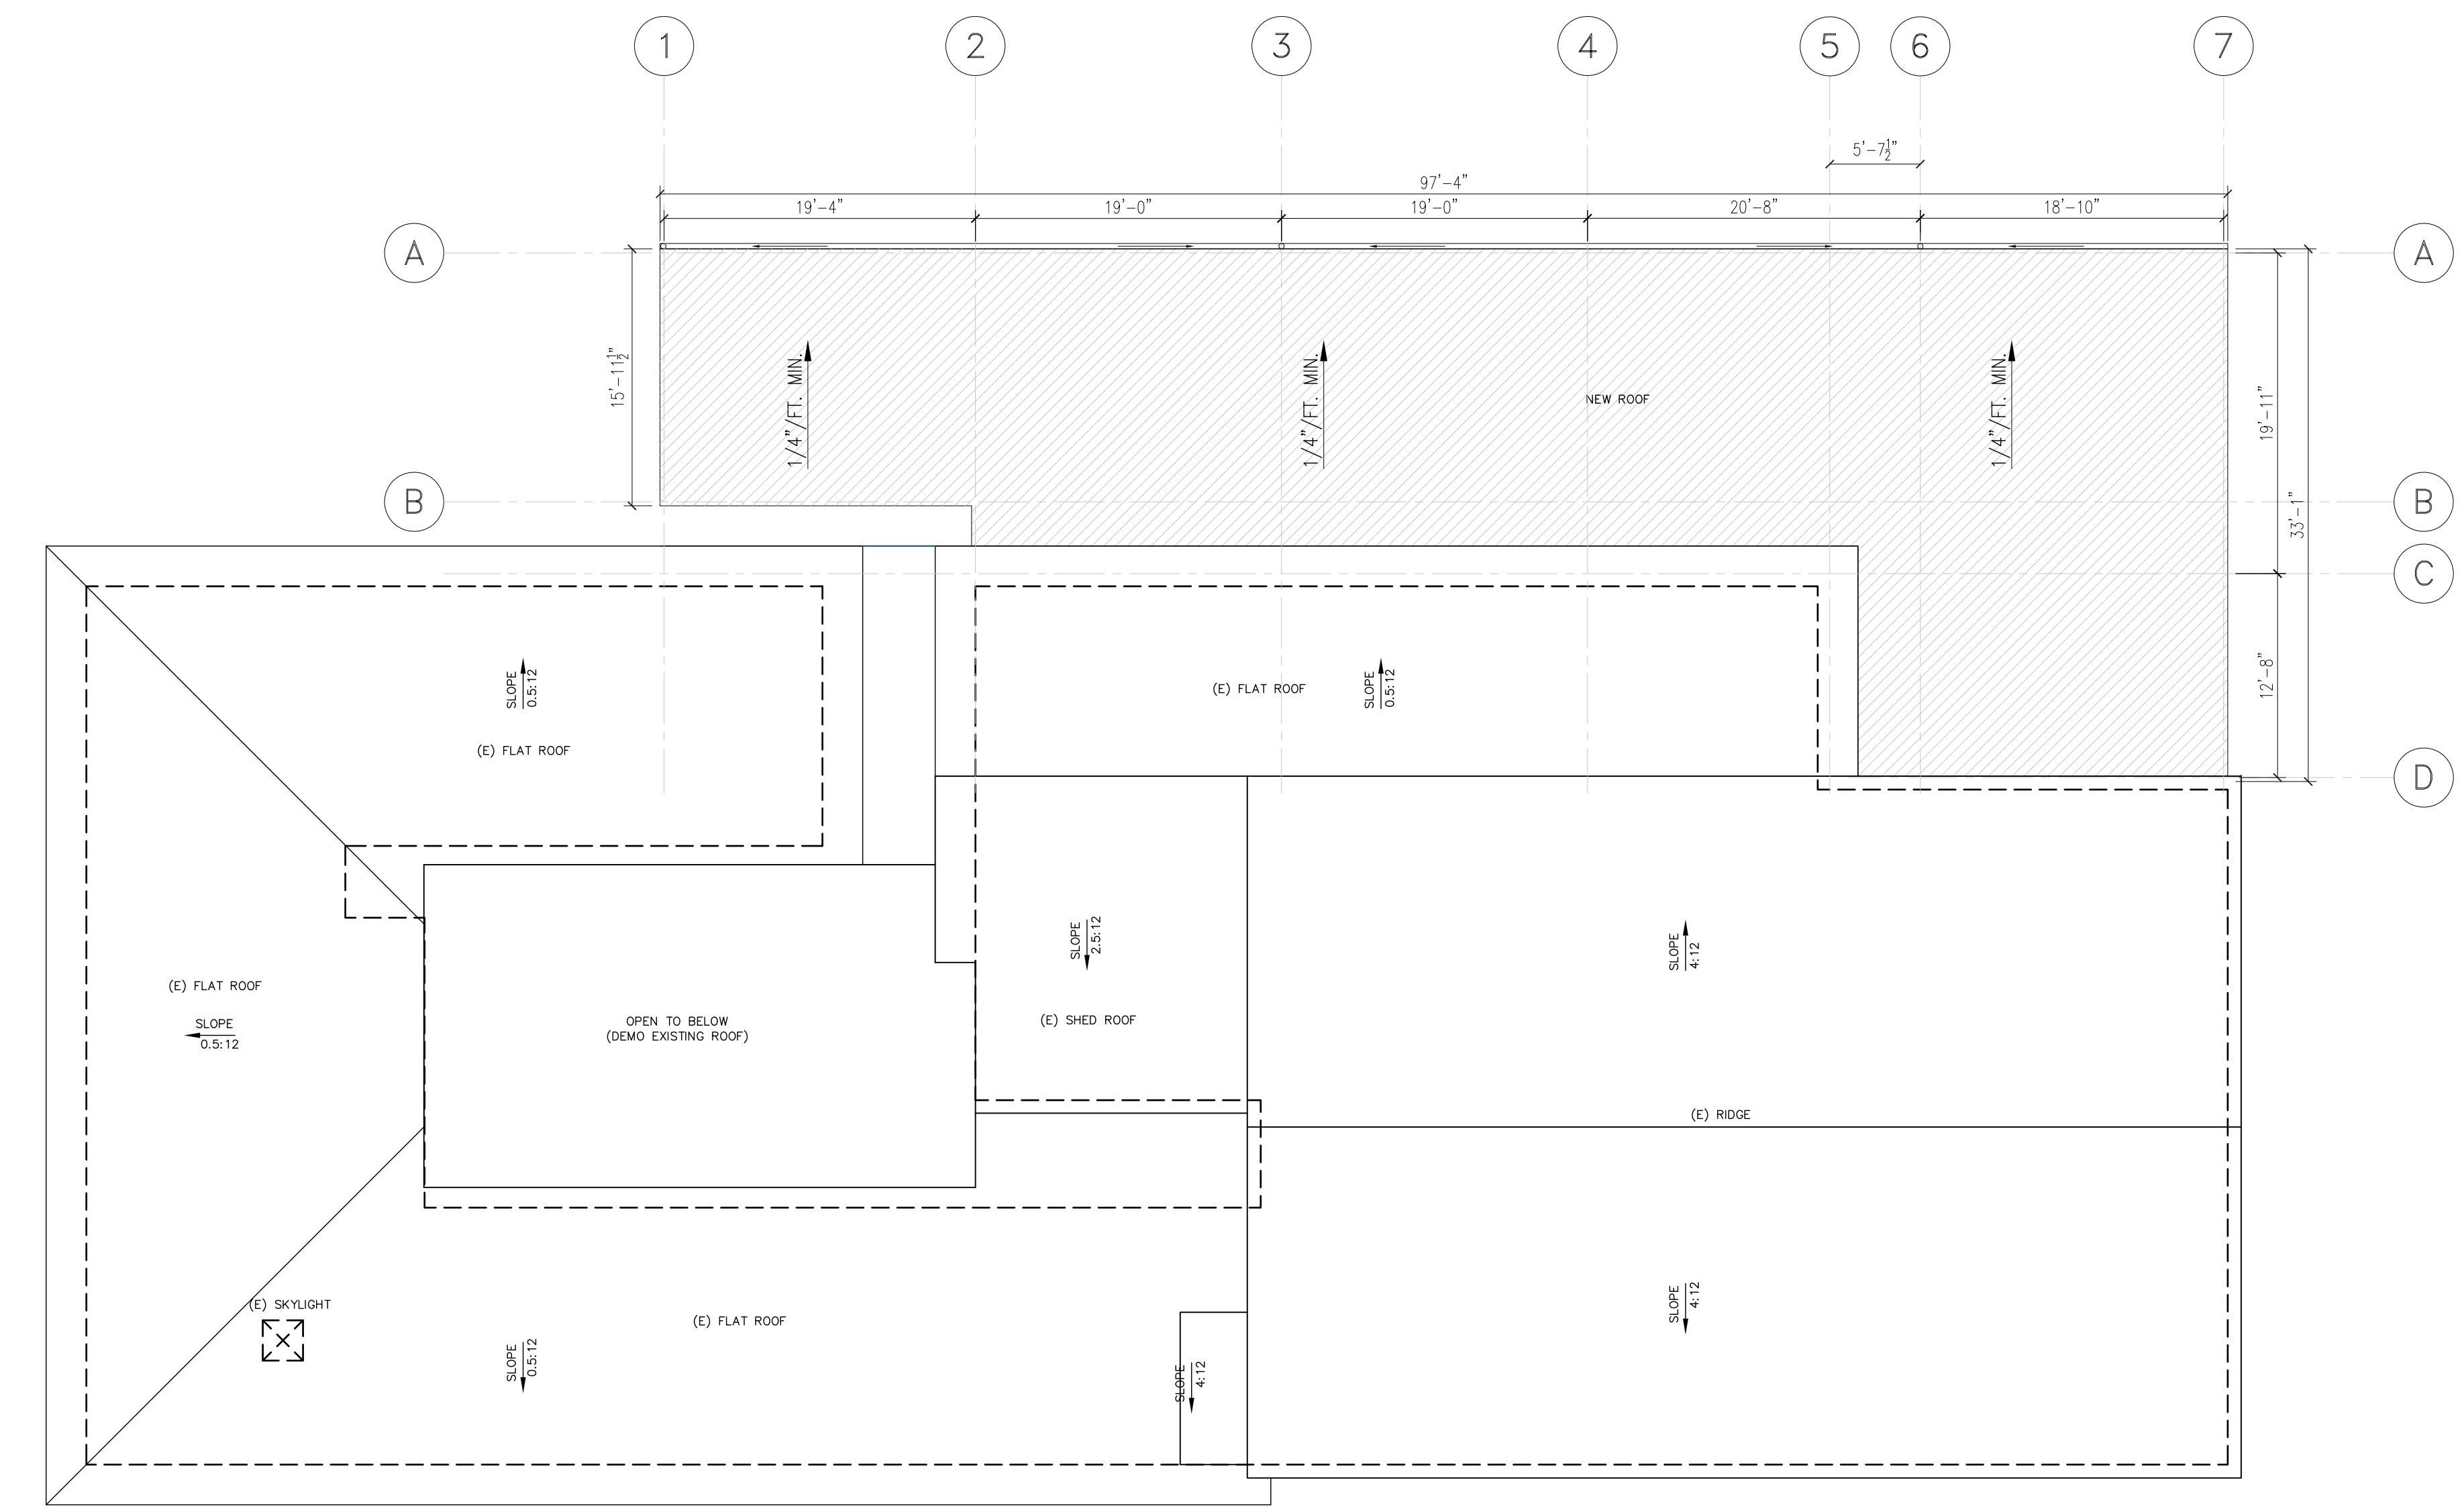 1 2 3 4 5 6 7
5'-7 1/2"
97'-4"
19'-4" 19'-0" 19'-0" 20'-8" 18'-10"
A A
15'-11 1/2"
1/4"/FT. MIN.
1/4"/FT. MIN.
1/4"/FT. MIN.
NEW ROOF
19'-11"
33'-1"
B B
C
12'-8"
D
SLOPE
0.5:12
(E) FLAT ROOF
(E) FLAT ROOF
SLOPE
0.5:12
(E) FLAT ROOF
SLOPE
0.5:12
OPEN TO BELOW
(DEMO EXISTING ROOF)
SLOPE
2.5:12
(E) SHED ROOF
SLOPE
4:12
(E) RIDGE
(E) SKYLIGHT
SLOPE
0.5:12
(E) FLAT ROOF
SLOPE
4:12
SLOPE
4:12